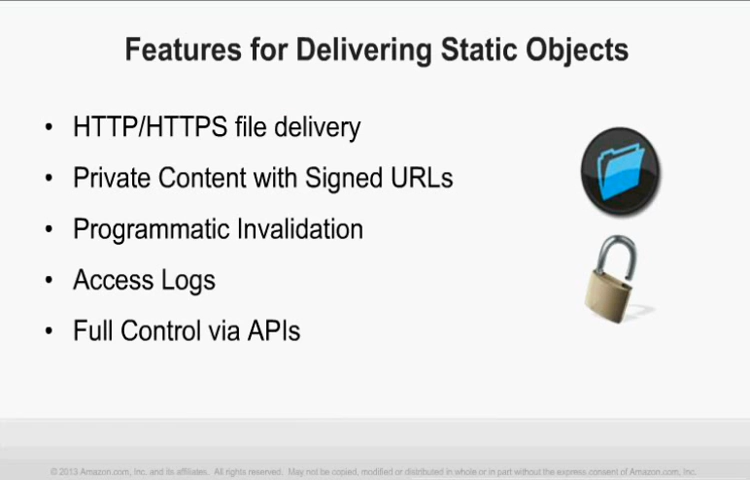 Features for Delivering Static Objects
• HTTP/HTTPS file delivery
• Private Content with Signed URLs
• Programmatic Invalidation
• Access Logs
• Full Control via APIs
© 2013 Amazon.com, Inc. and its affiliates. All rights reserved. May not be copied, modified or distributed in whole or in part without the express consent of Amazon.com, Inc.